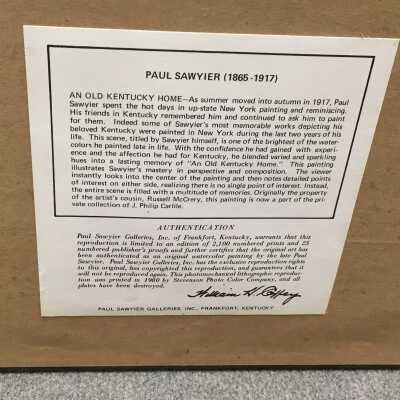 PAUL SAWYIER (1865-1917)
AN OLD KENTUCKY HOME—As summer moved into autumn in 1917, Paul
Sawyier spent the hot days in up-state New York painting and reminiscing.
His friends in Kentucky remembered him and continued to ask him to paint
for them. Indeed some of Sawyier's most memorable works depicting his
beloved Kentucky were painted in New York during the last two years of his
life. This scene, titled by Sawyier himself, is one of the brightest of the water-
colors he painted late in life. With the confidence he had gained with experi-
ence and the affection he had for Kentucky, he blended varied and sparkling
hues into a lasting memory of "An Old Kentucky Home." This painting
shows Sawyier's mastery in perspective and composition. The viewer
instantly looks into the center of the painting and then notes detailed points
of interest on either side, realizing there is no single point of interest. Instead,
the entire scene is filled with a multitude of memories. Originally the property
of the artist's cousin, Russell McCrery, this painting is now a part of the pri-
vate collection of J. Philip Carlile.
AUTHENTICATION
Paul Sawyier Galleries, Inc. of Frankfort, Kentucky, warrants that this
reproduction is limited to an edition of 2,100 numbered prints and 25
numbered publisher's proofs and further certifies that the original art has
been authenticated as an original watercolor painting by the late Paul
Sawyier. Paul Sawyier Galleries, Inc. has the exclusive reproduction rights
to this original, has copyrighted this reproduction, and guarantees that it
will not be reproduced again. This photomechanical lithographic reproduc-
tion was printed in 1980 by Stevenson Photo Color Company, and all
plates have been destroyed.
William H. Coffey
PAUL SAWYIER GALLERIES, INC., FRANKFORT, KENTUCKY